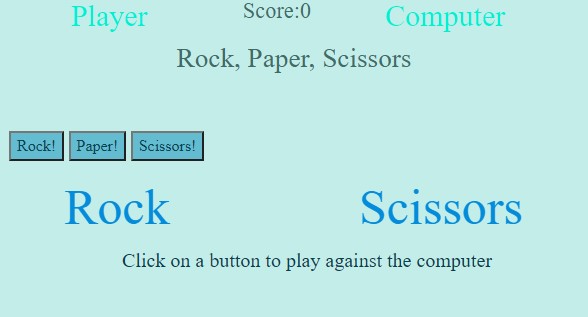 Player Score:0 Computer
Rock, Paper, Scissors
Rock! Paper! Scissors!
Rock Scissors
Click on a button to play against the computer